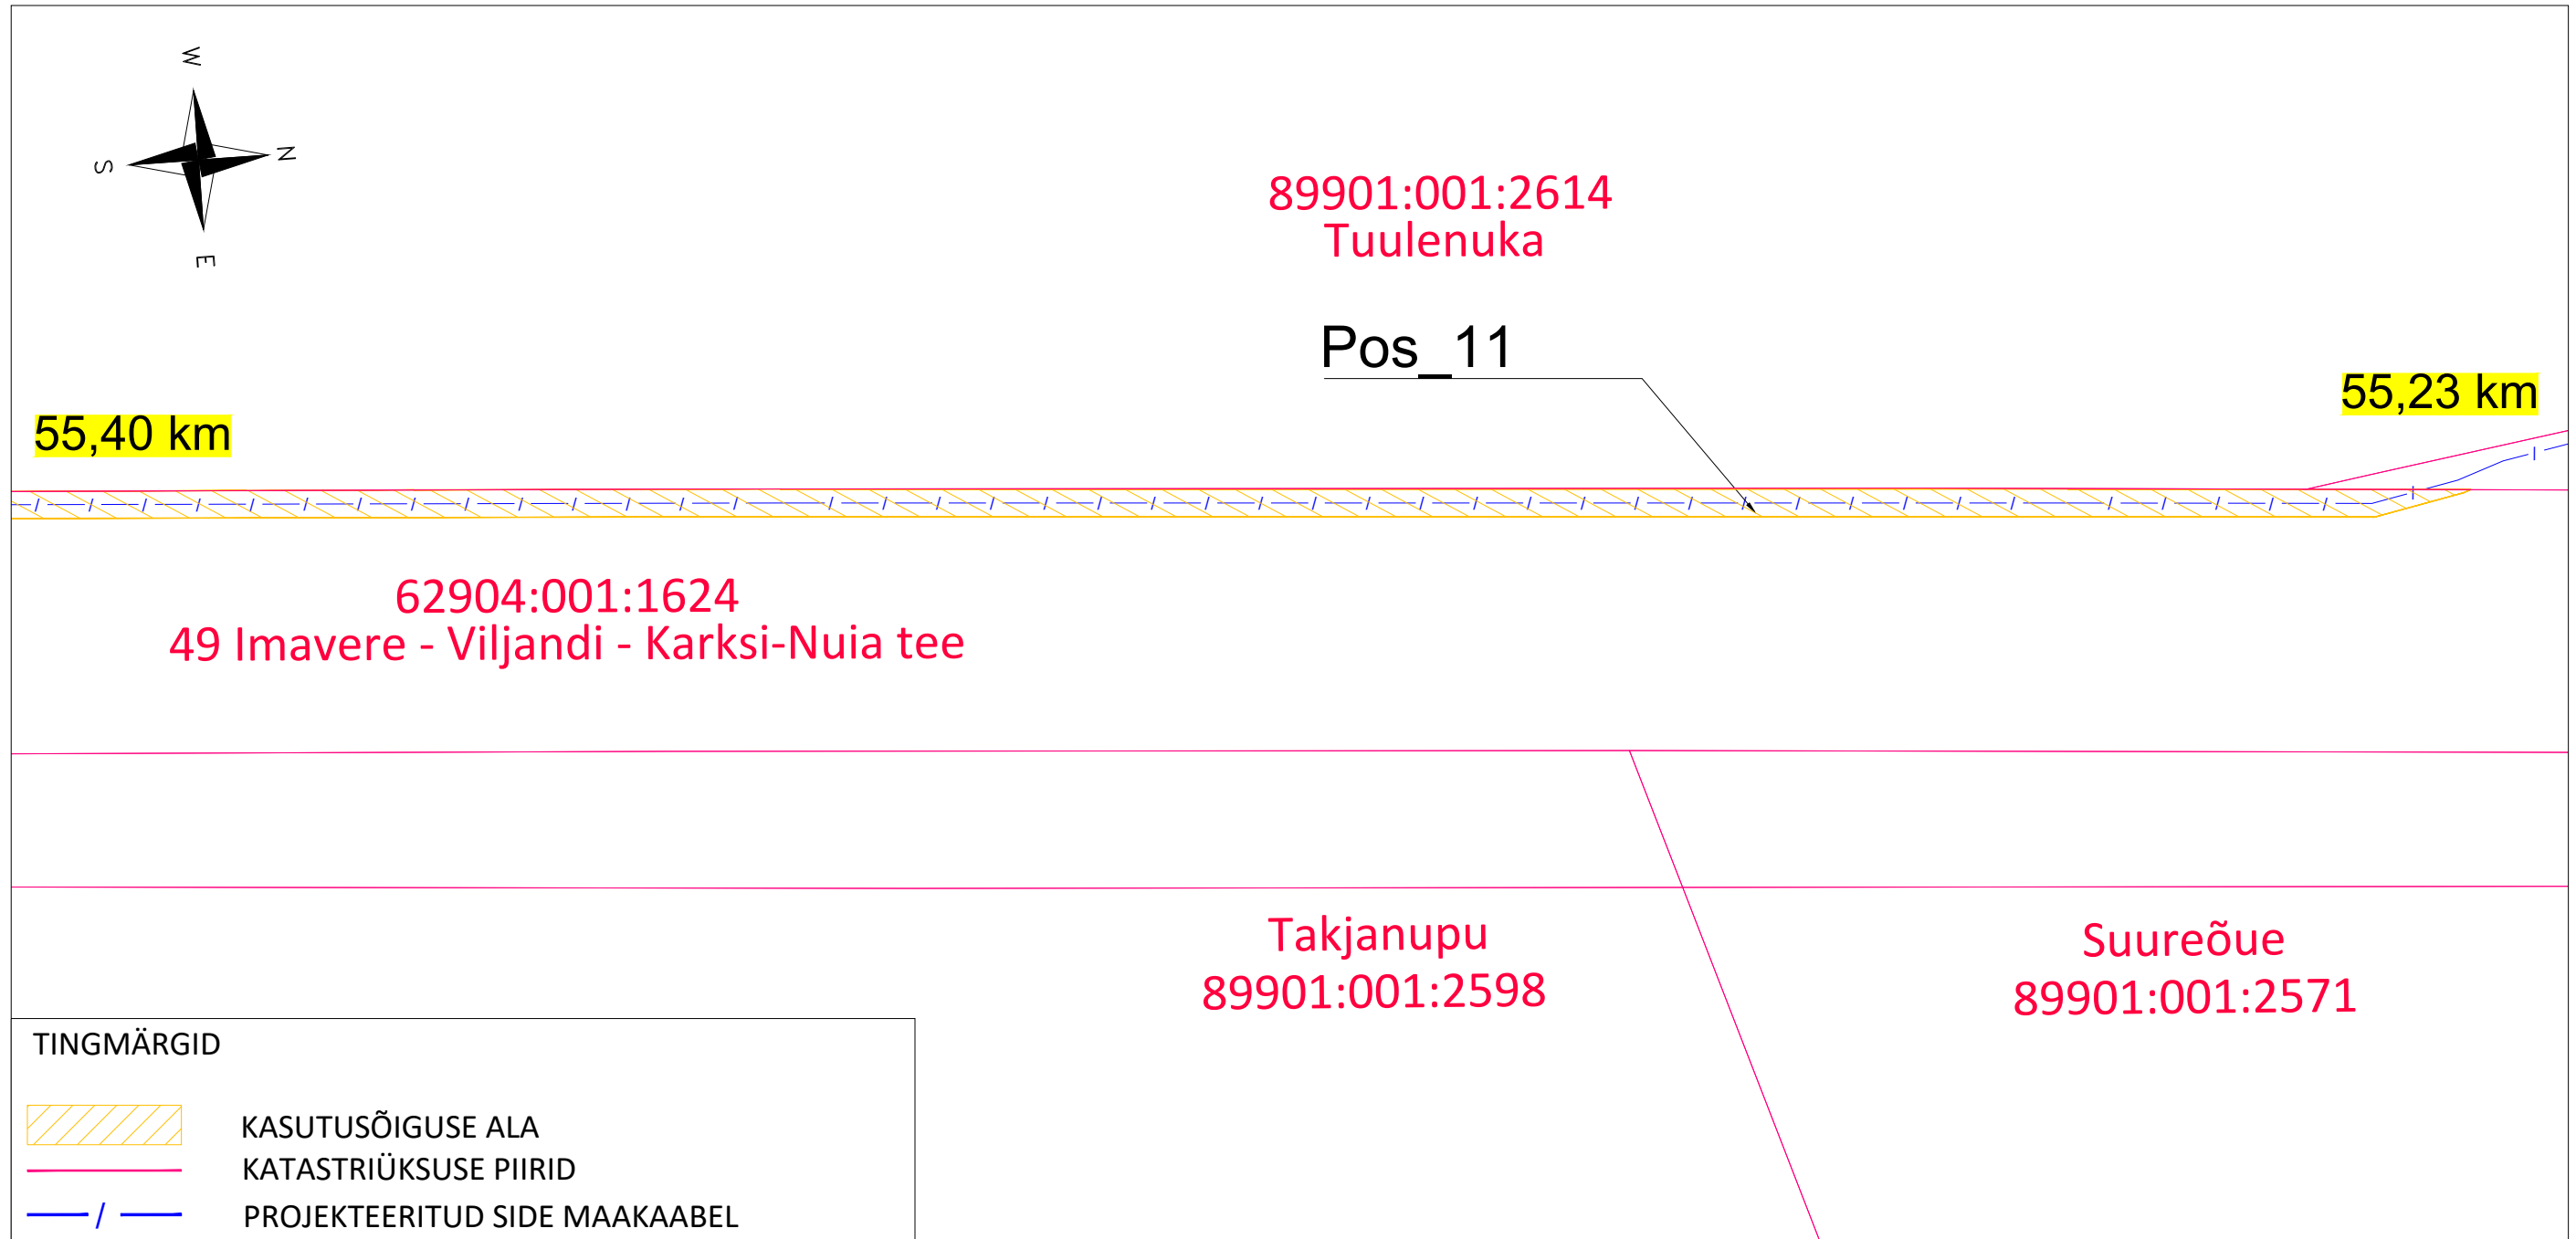 W
N
S
E
89901:001:2614
Tuulenuka
Pos_11
55,23 km
55,40 km
62904:001:1624
49 Imavere - Viljandi - Karksi-Nuia tee
Takjanupu
89901:001:2598
Suureõue
89901:001:2571
TINGMÄRGID
KASUTUSÕIGUSE ALA
KATASTRIÜKSUSE PIIRID
PROJEKTEERITUD SIDE MAAKAABEL